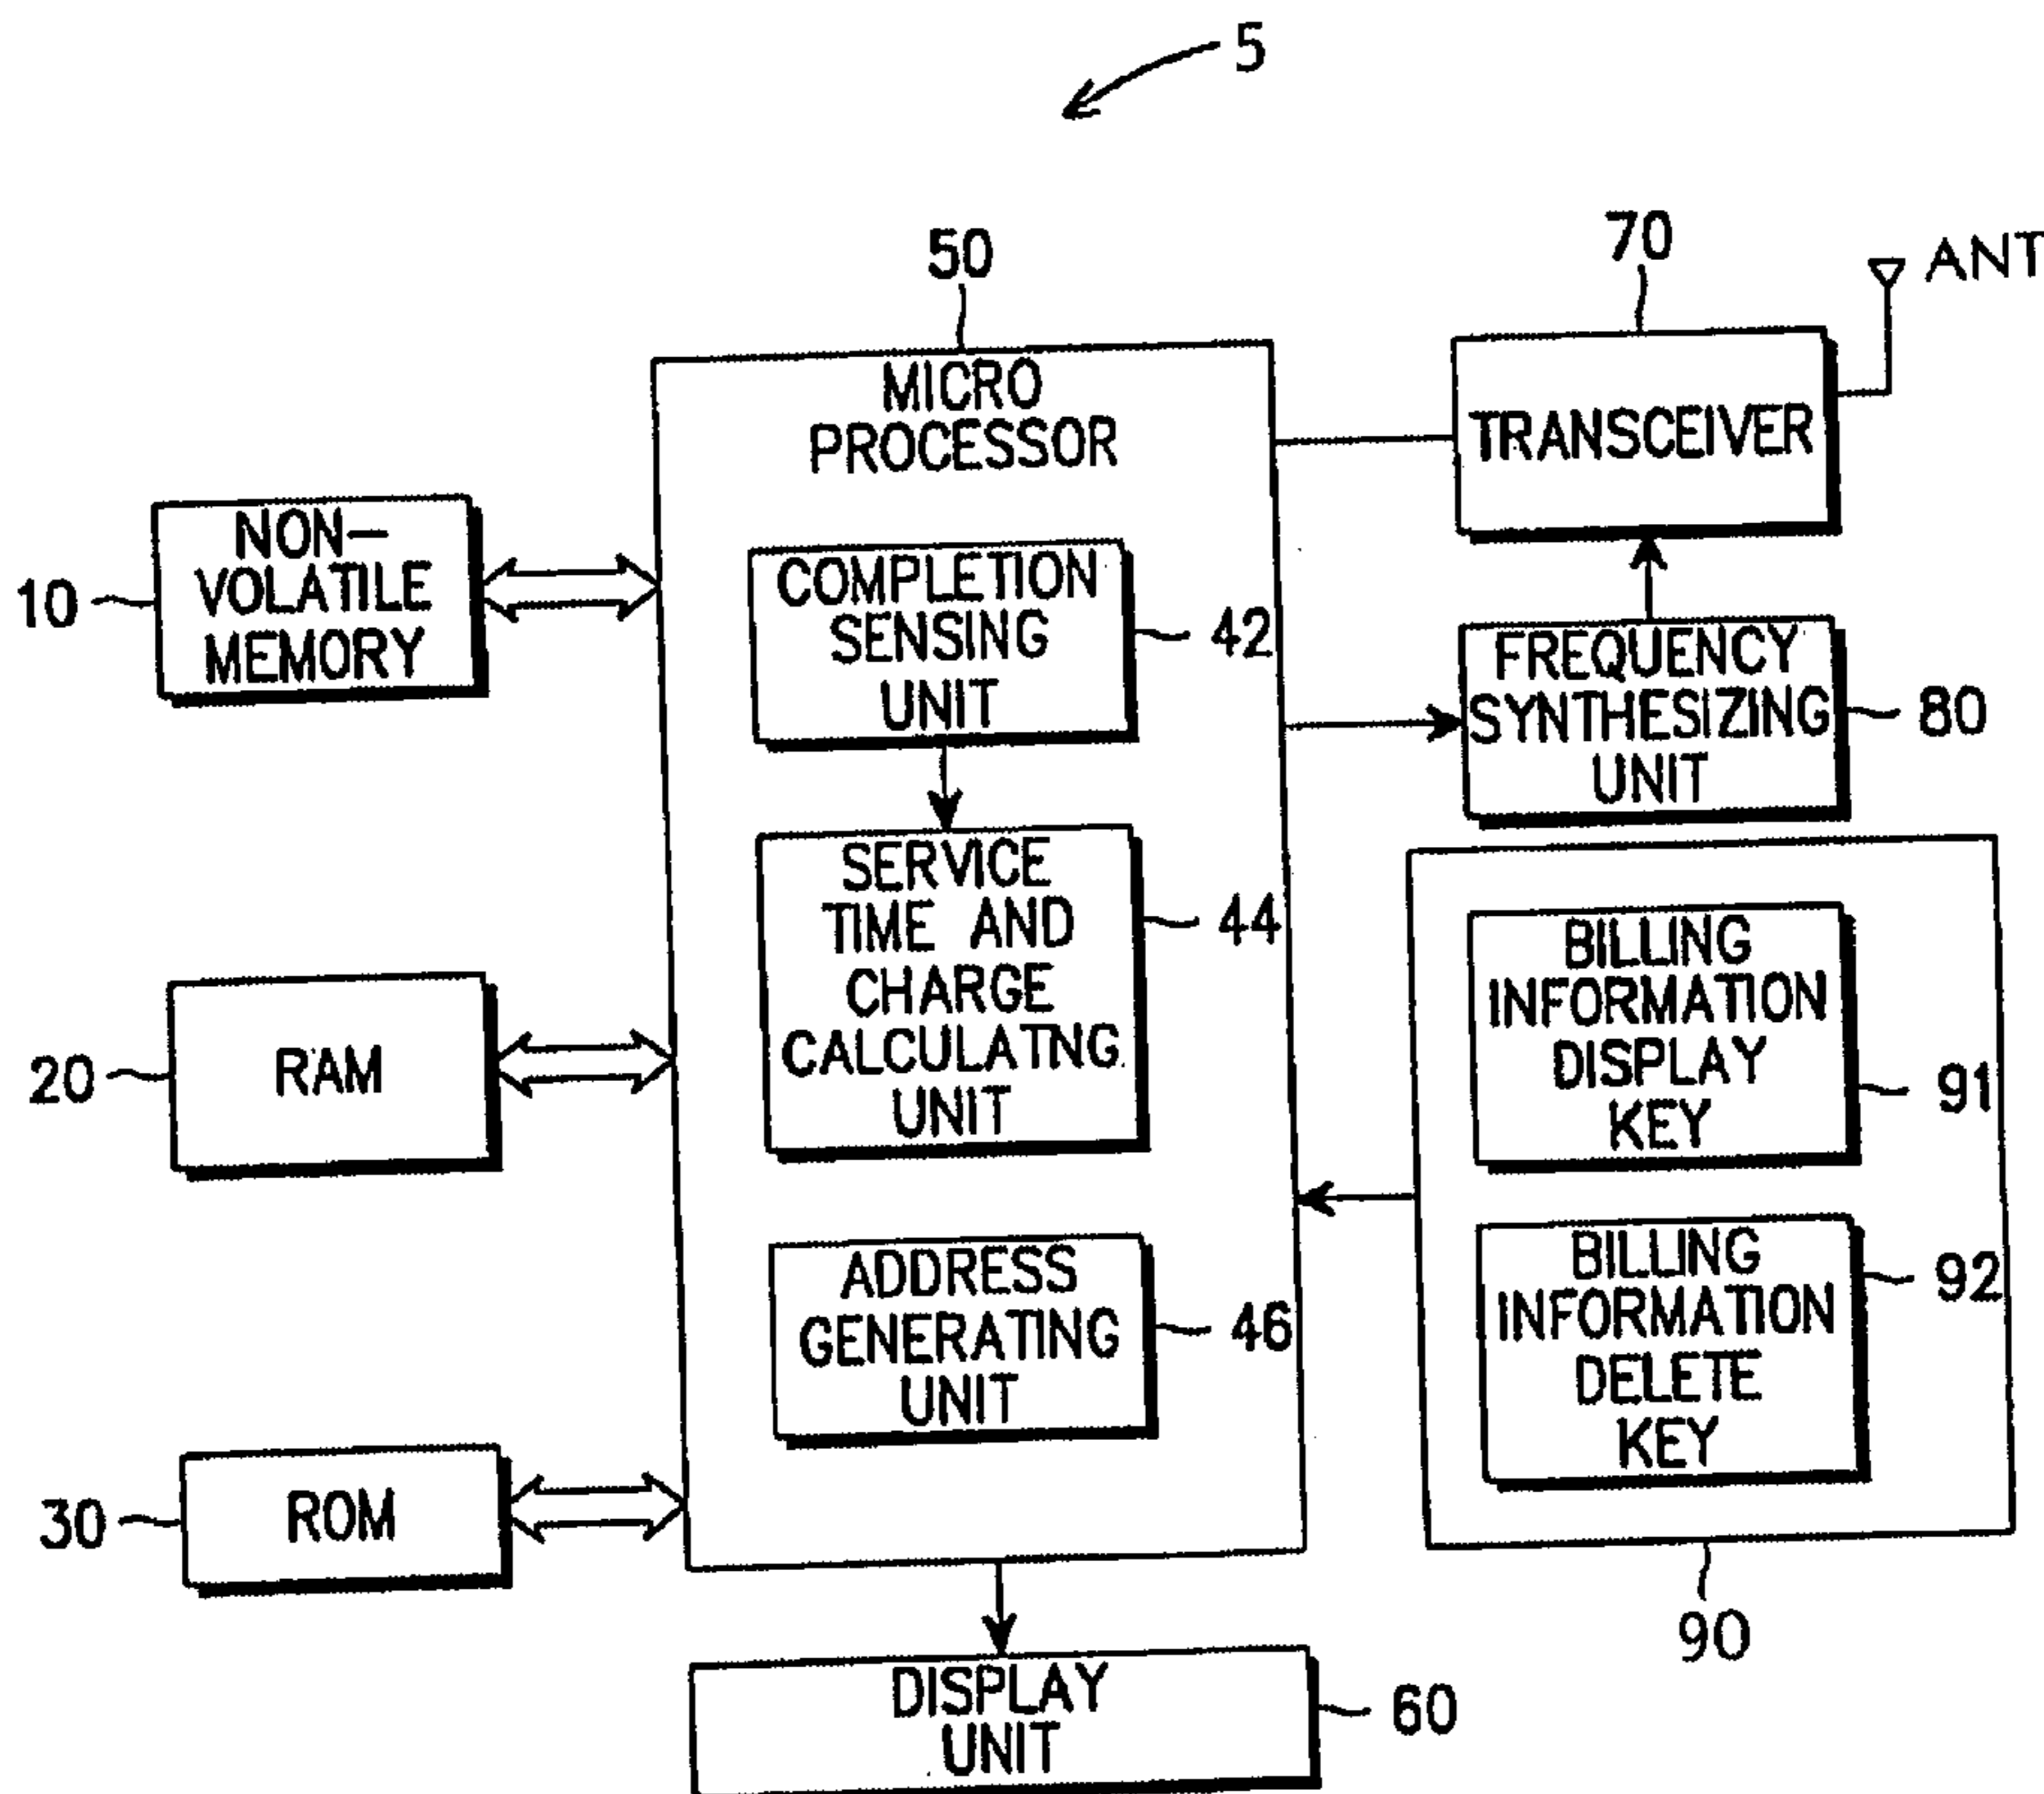 5
50
70
ANT
MICRO
PROCESSOR
TRANSCEIVER
NON-
VOLATILE
MEMORY
10
COMPLETION
SENSING
UNIT
42
FREQUENCY
SYNTHESIZING
UNIT
80
SERVICE
TIME AND
CHARGE
CALCULATNG
UNIT
44
BILLING
INFORMATION
DISPLAY
KEY
91
RAM
20
ADDRESS
GENERATING
UNIT
46
BILLING
INFORMATION
DELETE
KEY
92
ROM
30
90
DISPLAY
UNIT
60